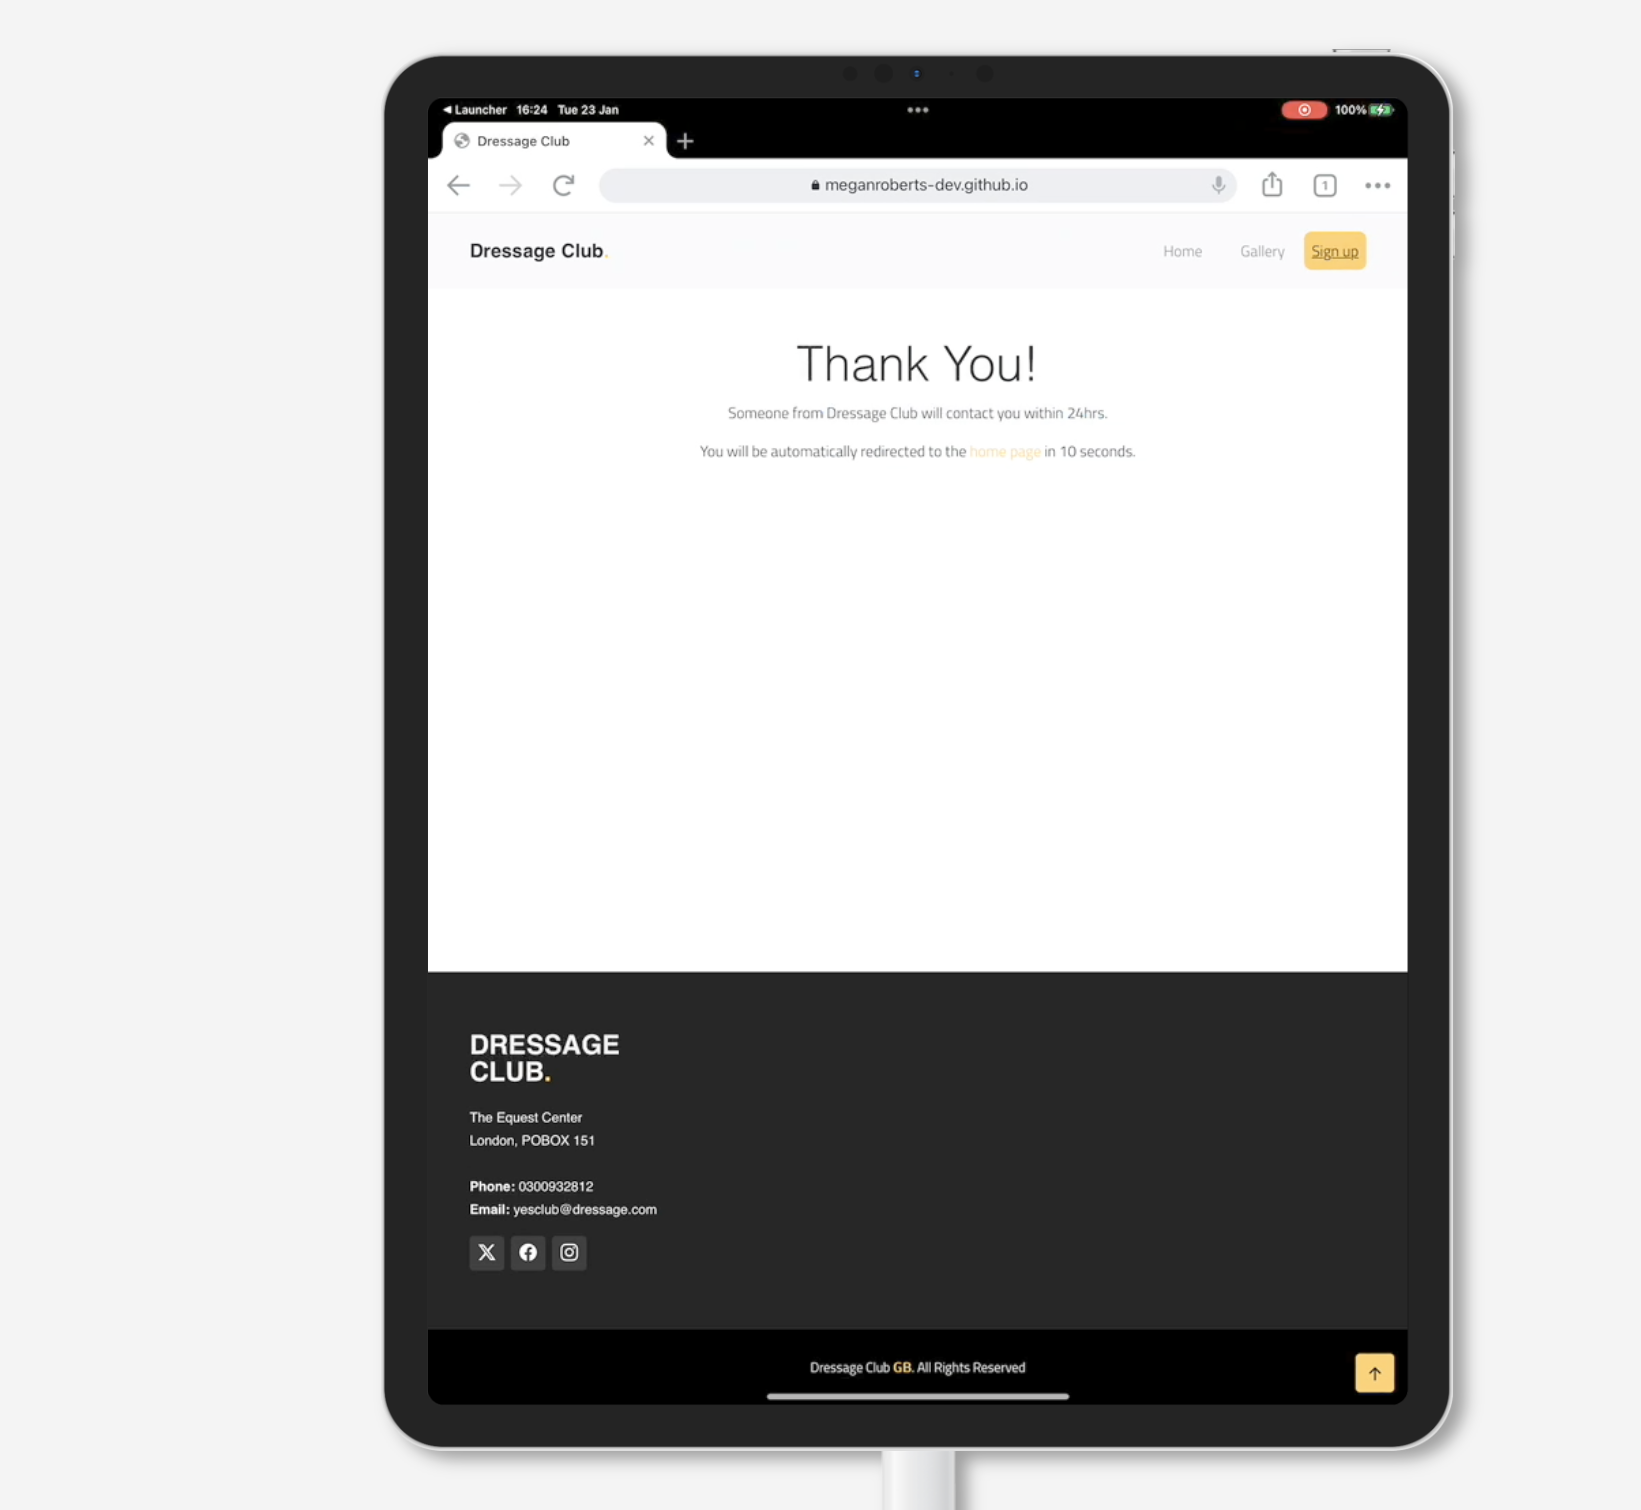 ◀ Launcher 16:24 Tue 23 Jan
100%
Dressage Club
meganroberts-dev.github.io
1
Dressage Club.
Home Gallery Sign up
Thank You!
Someone from Dressage Club will contact you within 24hrs.
You will be automatically redirected to the home page in 10 seconds.
DRESSAGE
CLUB.
The Equest Center
London, POBOX 151
Phone: 0300932812
Email: yesclub@dressage.com
Dressage Club GB. All Rights Reserved